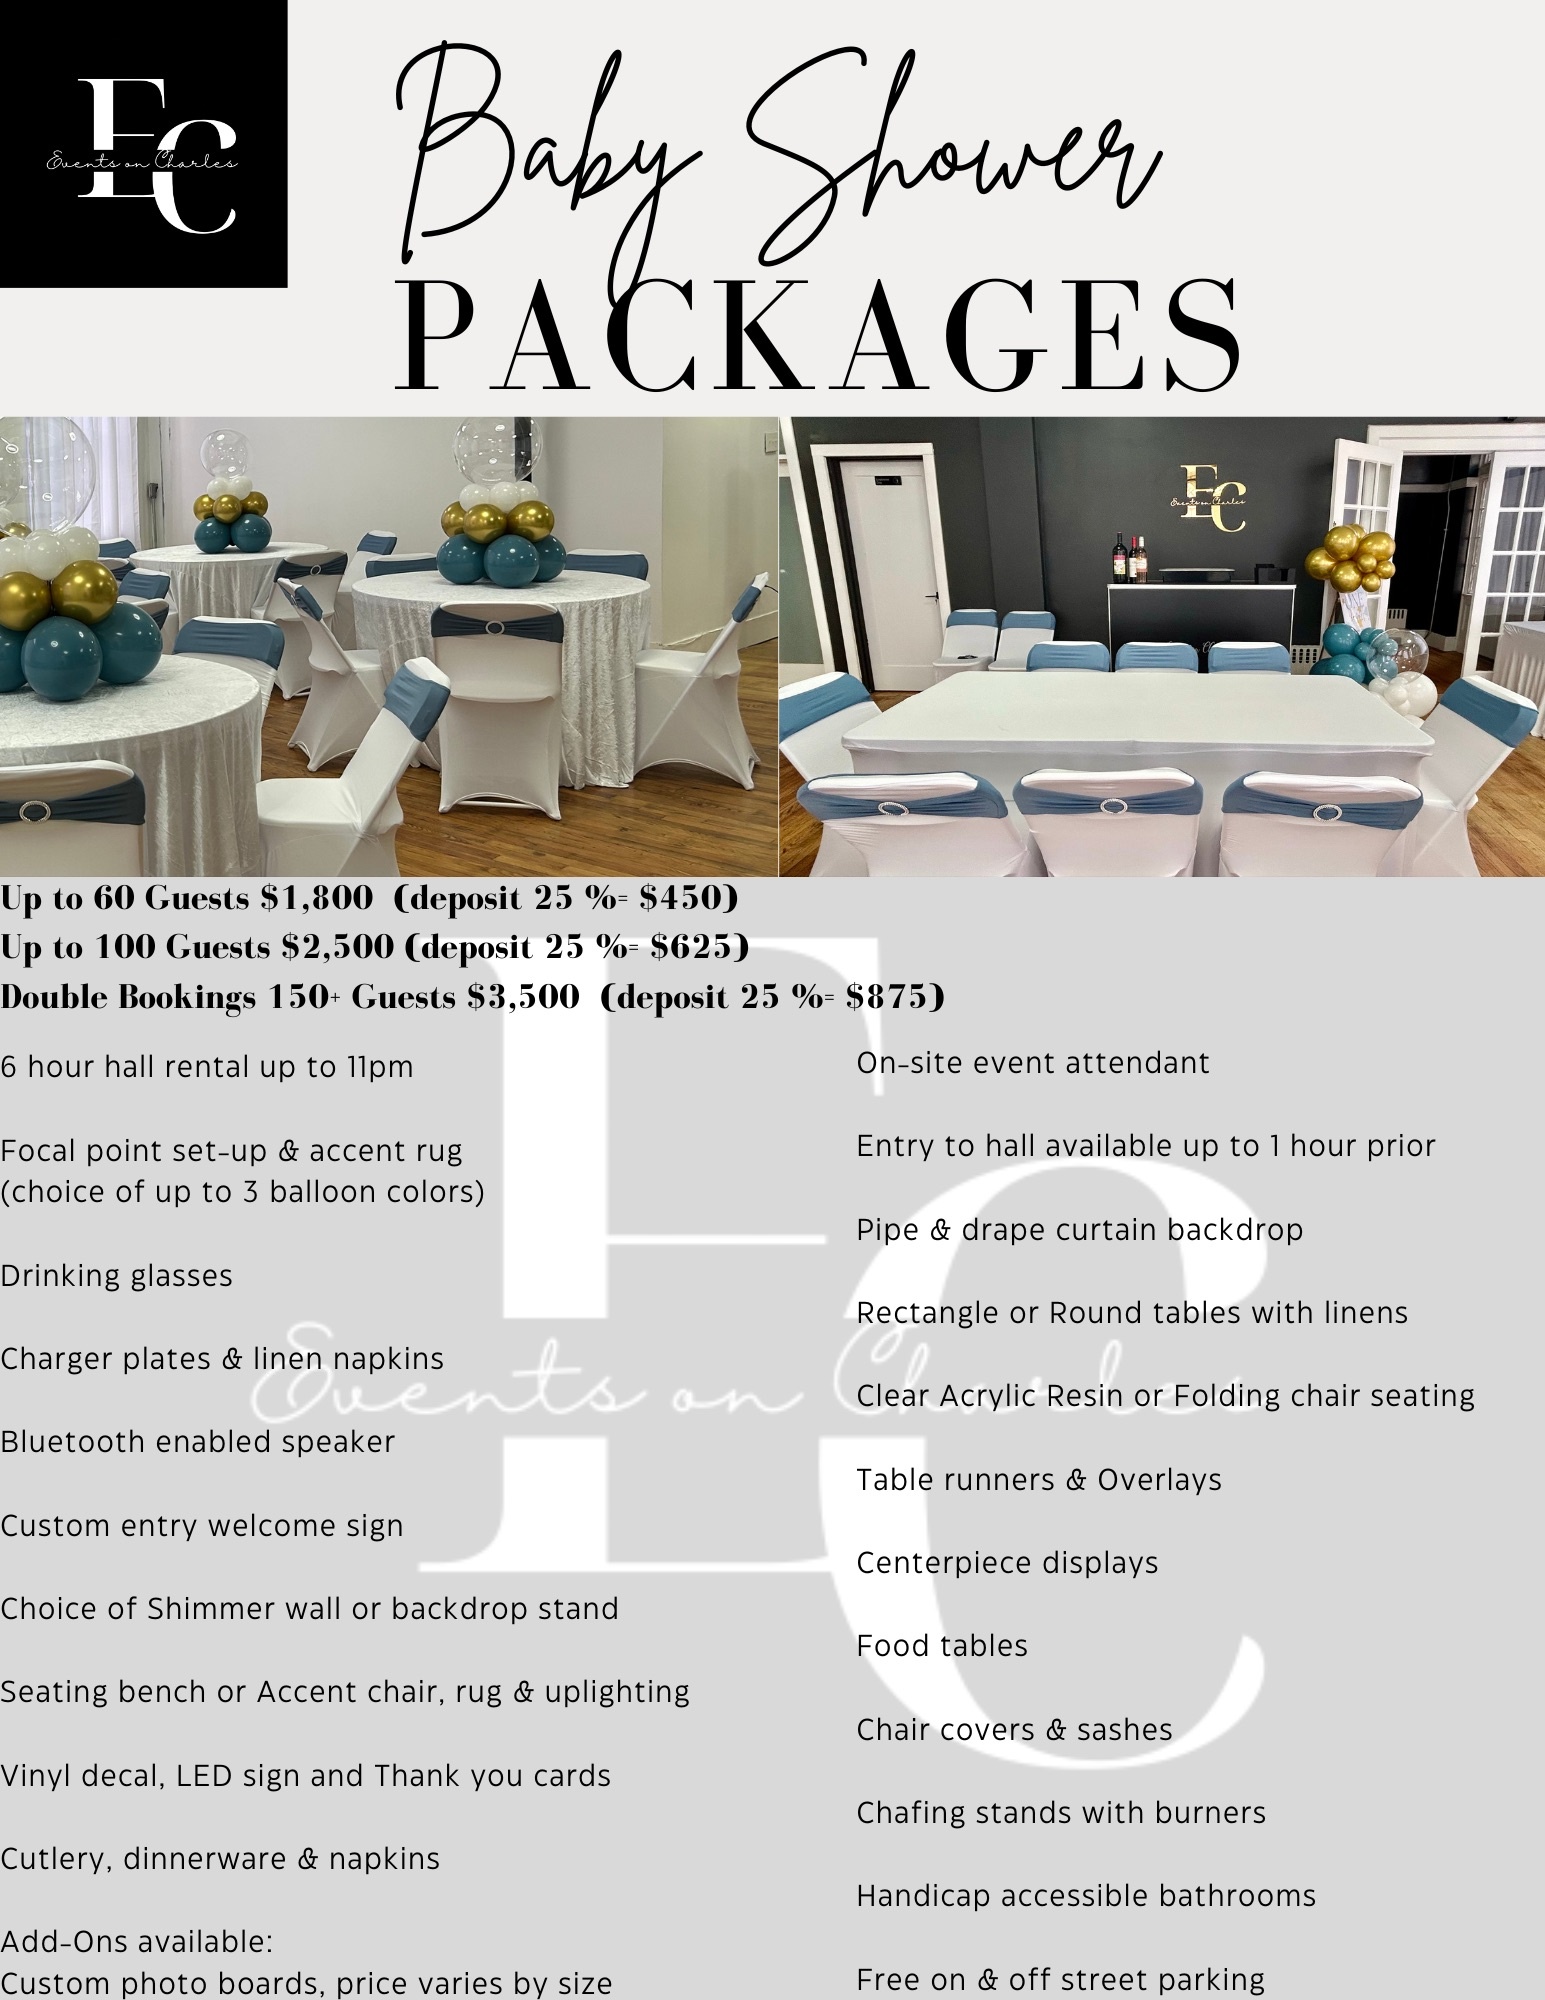 EC
Events on Charles
Baby Shower
PACKAGES
EC
Events on Charles
Up to 60 Guests $1,800 (deposit 25 %= $450)
Up to 100 Guests $2,500 (deposit 25 %= $625)
Double Bookings 150+ Guests $3,500 (deposit 25 %= $875)
6 hour hall rental up to 11pm
Focal point set-up & accent rug
(choice of up to 3 balloon colors)
Drinking glasses
Charger plates & linen napkins
Bluetooth enabled speaker
Custom entry welcome sign
Choice of Shimmer wall or backdrop stand
Seating bench or Accent chair, rug & uplighting
Vinyl decal, LED sign and Thank you cards
Cutlery, dinnerware & napkins
Add-Ons available:
Custom photo boards, price varies by size
On-site event attendant
Entry to hall available up to 1 hour prior
Pipe & drape curtain backdrop
Rectangle or Round tables with linens
Clear Acrylic Resin or Folding chair seating
Table runners & Overlays
Centerpiece displays
Food tables
Chair covers & sashes
Chafing stands with burners
Handicap accessible bathrooms
Free on & off street parking
EC
Events on Charles